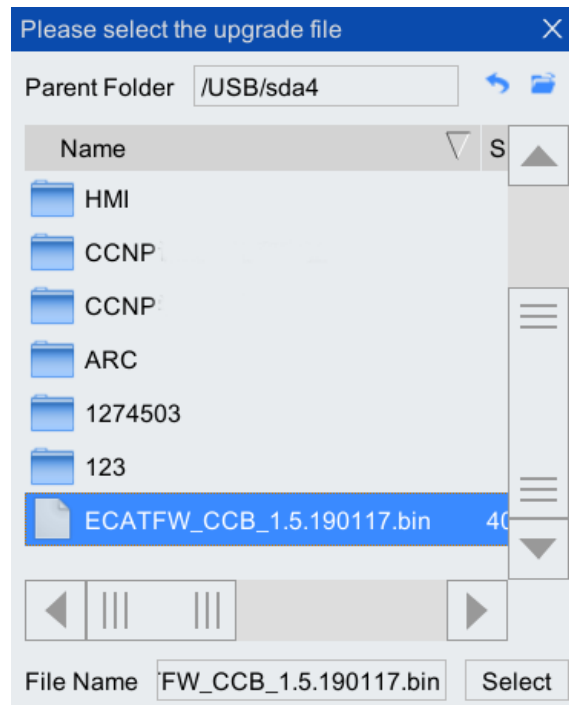 Please select the upgrade file
Parent Folder /USB/sda4
Name S
HMI
CCNP
CCNP
ARC
1274503
123
ECATFW_CCB_1.5.190117.bin 40
File Name FW_CCB_1.5.190117.bin Select